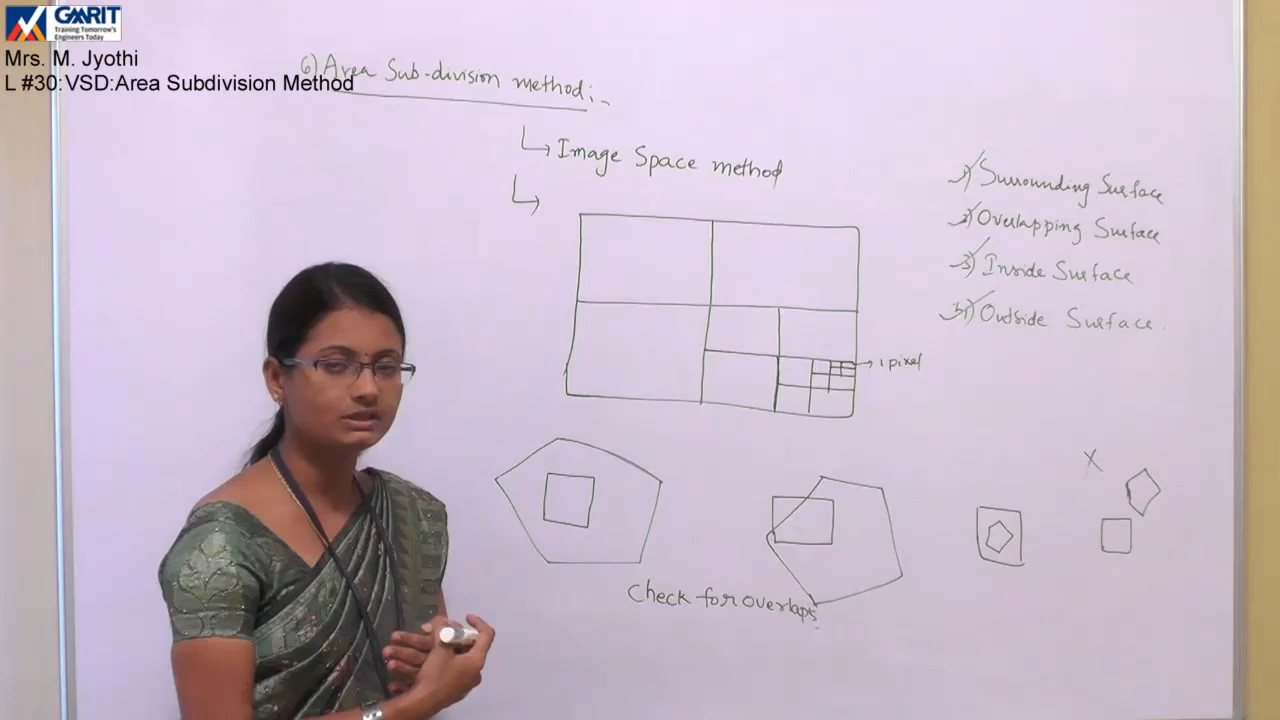 GMRIT
Training Tomorrow's
Engineers Today
Mrs. M. Jyothi
L #30:VSD:Area Subdivision Method
6) Area Sub-division method:-
↳ Image Space method
↳
1) Surrounding Surface
2) Overlapping Surface
3) Inside Surface
4) Outside Surface.
→ 1 pixel
X
Check for overlaps